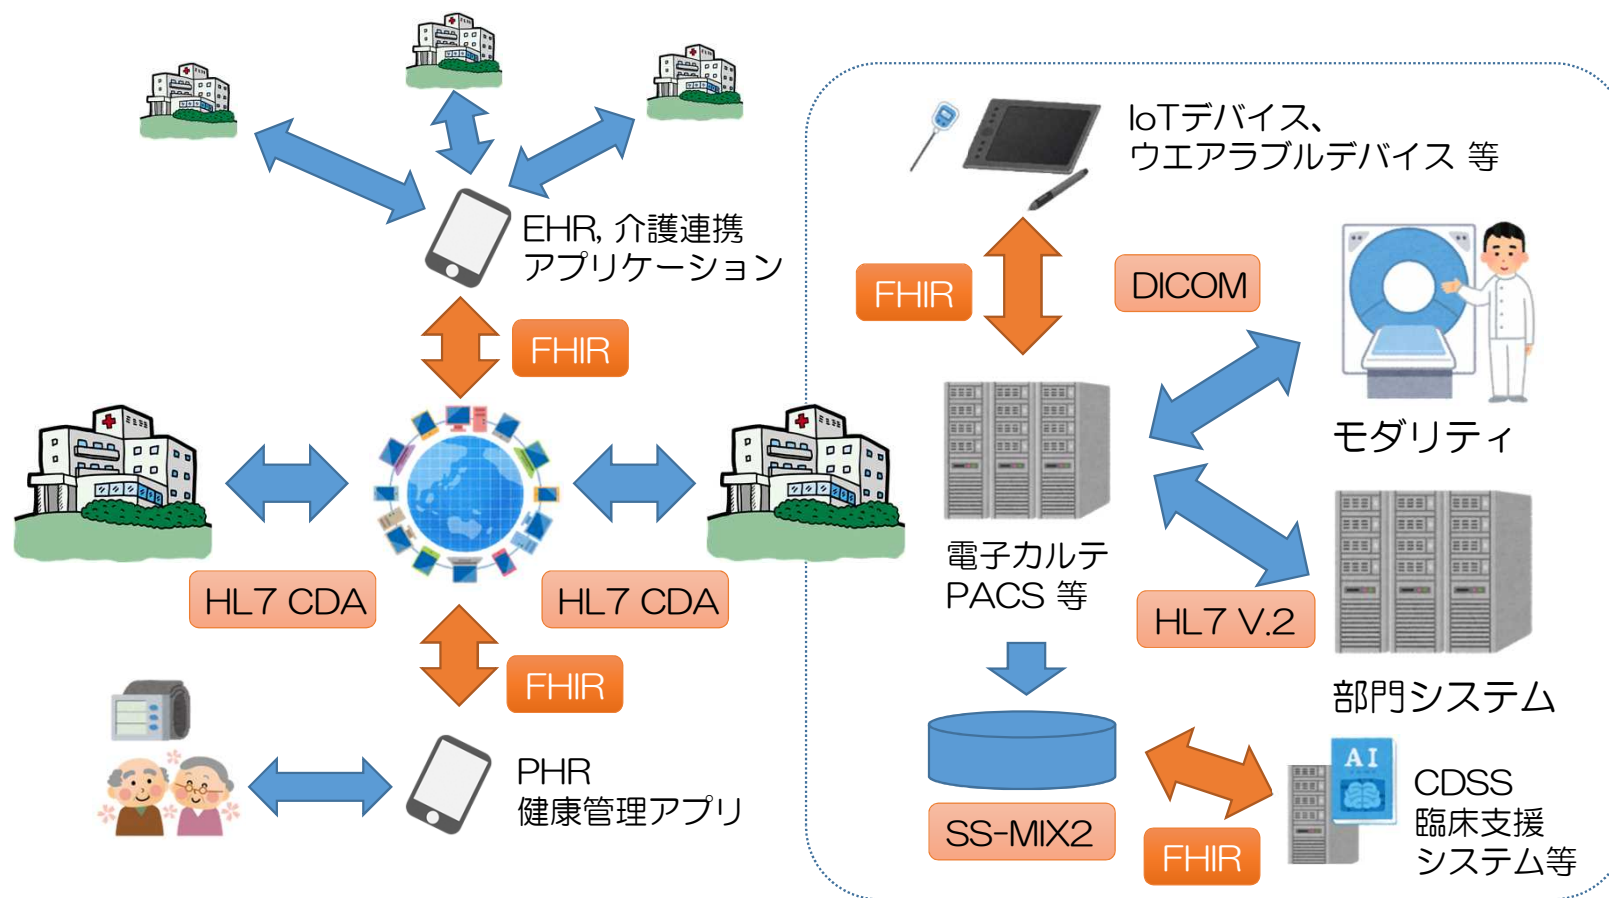 EHR, 介護連携
アプリケーション
FHIR
HL7 CDA
HL7 CDA
FHIR
PHR
健康管理アプリ
IoTデバイス、
ウエアラブルデバイス 等
FHIR
DICOM
モダリティ
電子カルテ
PACS 等
HL7 V.2
部門システム
SS-MIX2
FHIR
AI
CDSS
臨床支援
システム等